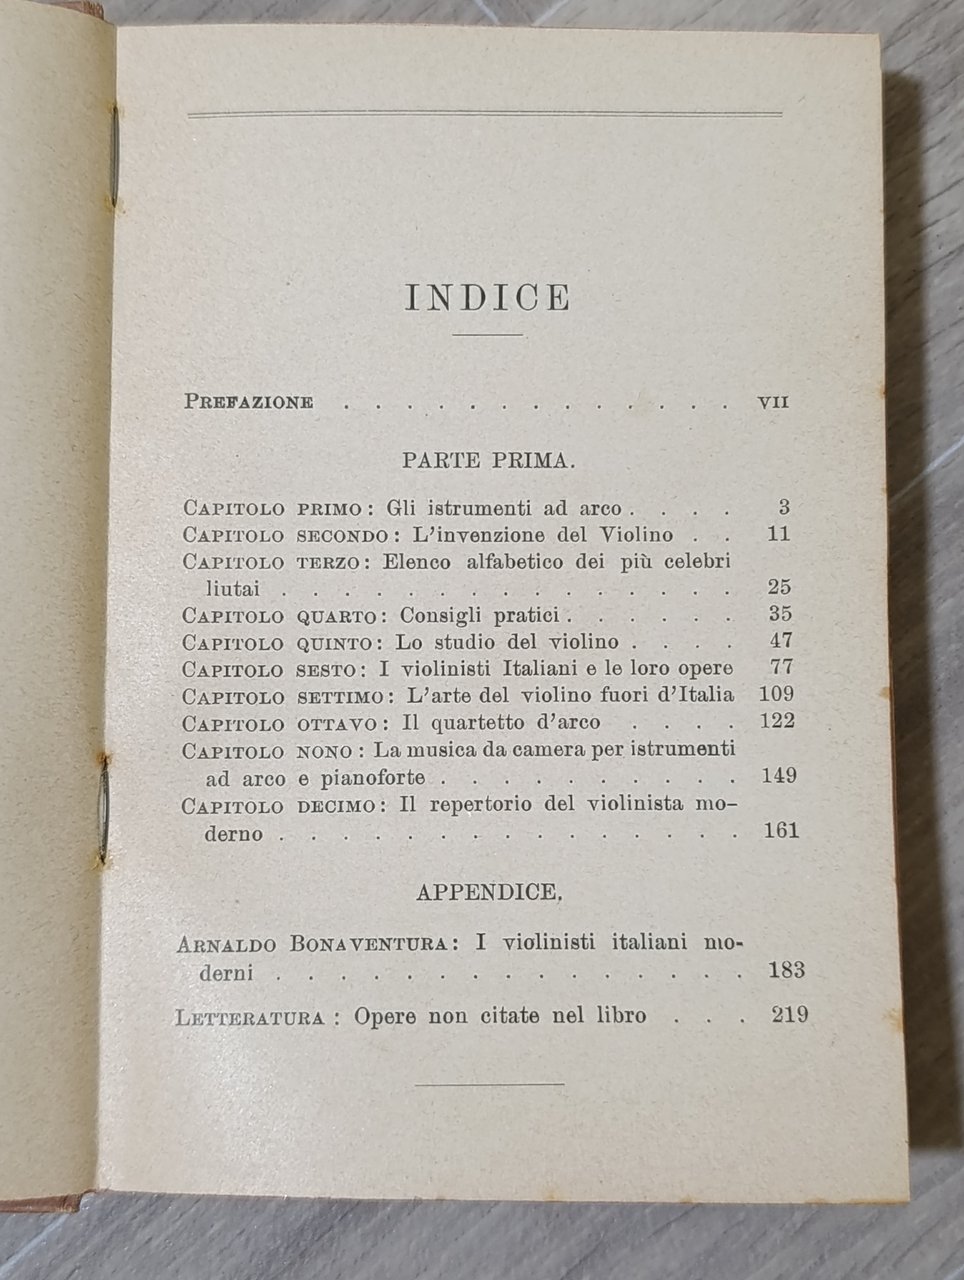 INDICE
PREFAZIONE . . . . . . . . . . . . . VII
PARTE PRIMA.
CAPITOLO PRIMO: Gli istrumenti ad arco . . . . 3
CAPITOLO SECONDO: L'invenzione del Violino . . 11
CAPITOLO TERZO: Elenco alfabetico dei più celebri
liutai . . . . . . . . . . . . . . . 25
CAPITOLO QUARTO: Consigli pratici . . . . . . 35
CAPITOLO QUINTO: Lo studio del violino . . . . 47
CAPITOLO SESTO: I violinisti Italiani e le loro opere 77
CAPITOLO SETTIMO: L'arte del violino fuori d'Italia 109
CAPITOLO OTTAVO: Il quartetto d'arco . . . . 122
CAPITOLO NONO: La musica da camera per istrumenti
ad arco e pianoforte . . . . . . . . . . 149
CAPITOLO DECIMO: Il repertorio del violinista mo-
derno . . . . . . . . . . . . . . . 161
APPENDICE.
ARNALDO BONAVENTURA: I violinisti italiani mo-
derni . . . . . . . . . . . . . . . 183
LETTERATURA: Opere non citate nel libro . . . 219